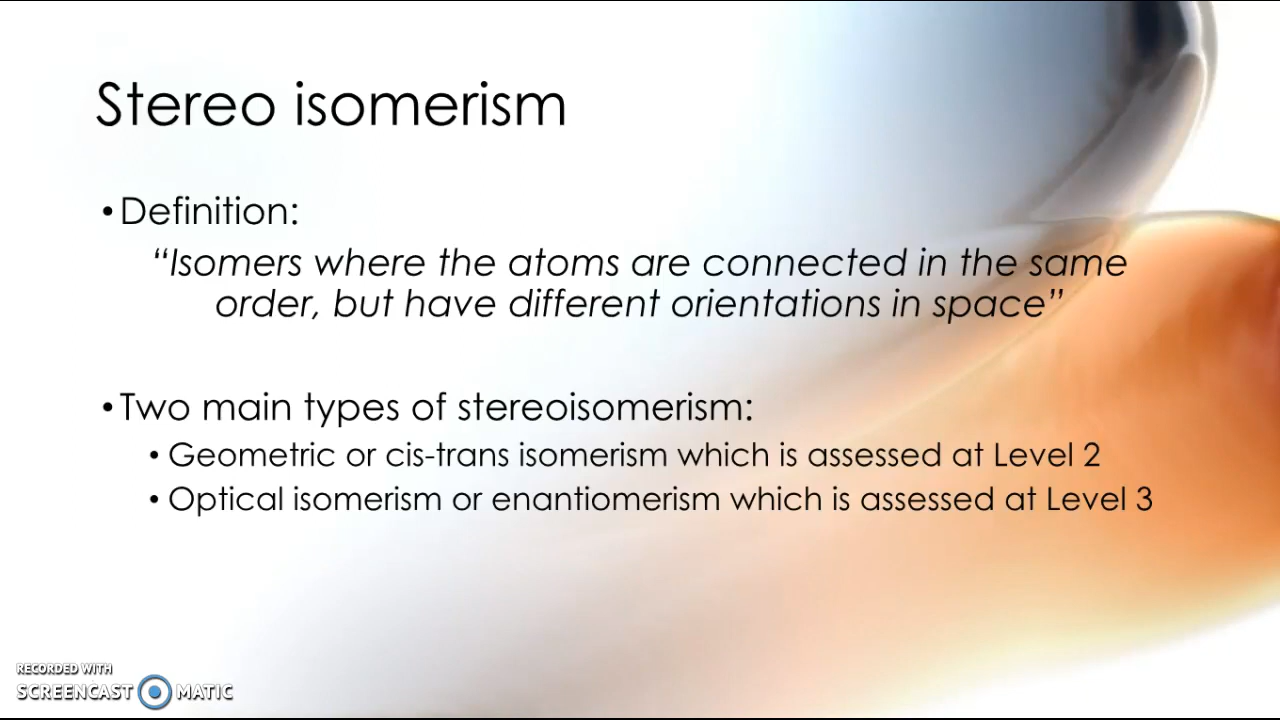 Stereo isomerism
• Definition:
“Isomers where the atoms are connected in the same
order, but have different orientations in space”
• Two main types of stereoisomerism:
• Geometric or cis-trans isomerism which is assessed at Level 2
• Optical isomerism or enantiomerism which is assessed at Level 3
RECORDED WITH
SCREENCAST MATIC